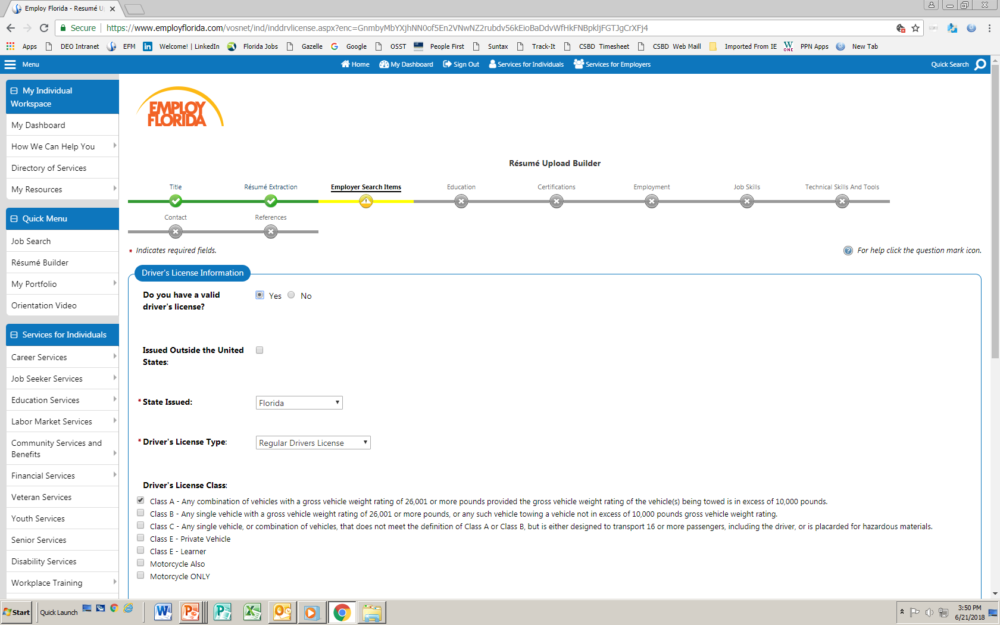 Employ Florida - Resumé U
Secure
https://www.employflorida.com/vosnet/ind/inddrvlicense.aspx?enc=GnmbyMbYXjhNN0of5En2VNwNZ2rubdv56kEioBaDdvWfHkFNBpkljFGTJgCrXFj4
Apps DEO Intranet EFM Welcome! | LinkedIn Florida Jobs Gazelle Google OSST People First Suntax Track-It CSBD Timesheet CSBD Web Maill Imported From IE PPN Apps New Tab
Menu Home My Dashboard Sign Out Services for Individuals Services for Employers Quick Search
My Individual
Workspace
My Dashboard
How We Can Help You
Directory of Services
My Resources
Quick Menu
Job Search
Résumé Builder
My Portfolio
Orientation Video
Services for Individuals
Career Services
Job Seeker Services
Education Services
Labor Market Services
Community Services and
Benefits
Financial Services
Veteran Services
Youth Services
Senior Services
Disability Services
Workplace Training
EMPLOY
FLORIDA
Résumé Upload Builder
Title Résumé Extraction Employer Search Items Education Certifications Employment Job Skills Technical Skills And Tools
Contact References
* Indicates required fields.
For help click the question mark icon.
Driver's License Information
Do you have a valid
driver's license?
Yes No
Issued Outside the United
States:
* State Issued: Florida
* Driver's License Type: Regular Drivers License
Driver's License Class:
Class A - Any combination of vehicles with a gross vehicle weight rating of 26,001 or more pounds provided the gross vehicle weight rating of the vehicle(s) being towed is in excess of 10,000 pounds.
Class B - Any single vehicle with a gross vehicle weight rating of 26,001 or more pounds, or any such vehicle towing a vehicle not in excess of 10,000 pounds gross vehicle weight rating.
Class C - Any single vehicle, or combination of vehicles, that does not meet the definition of Class A or Class B, but is either designed to transport 16 or more passengers, including the driver, or is placarded for hazardous materials.
Class E - Private Vehicle
Class E - Learner
Motorcycle Also
Motorcycle ONLY
Start Quick Launch
3:50 PM
6/21/2018